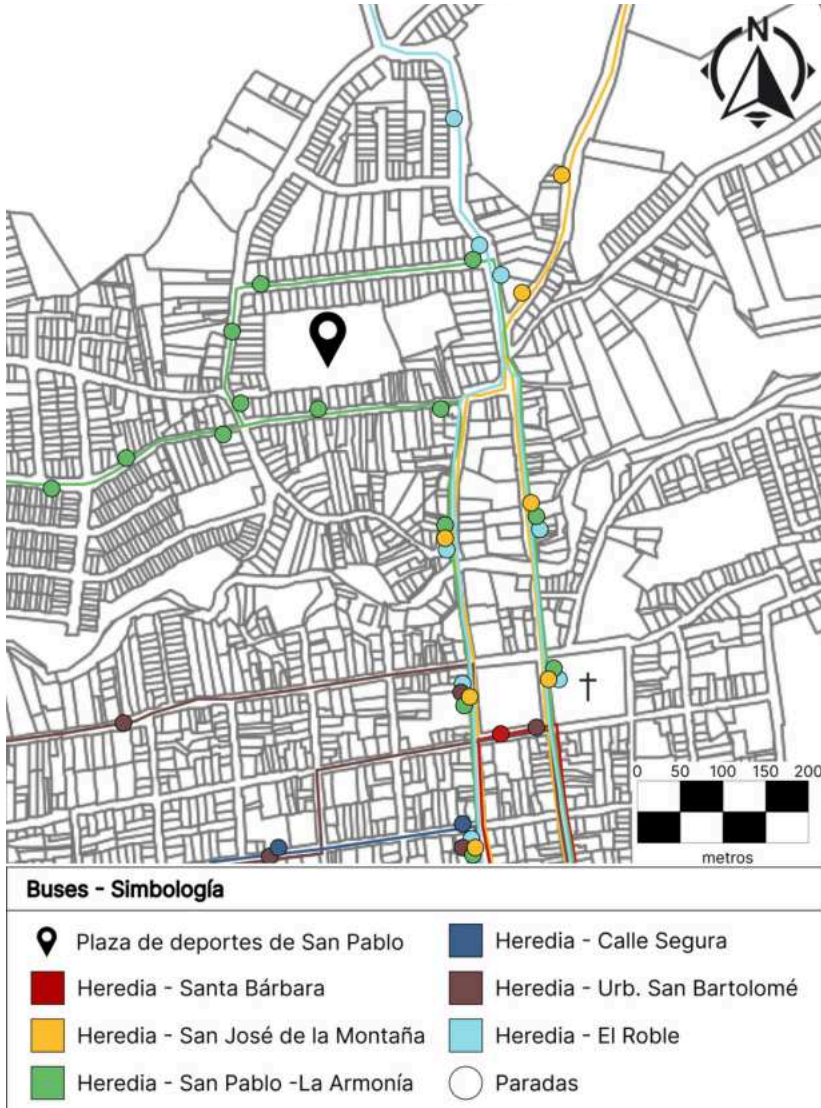 N
0 50 100 150 200
metros
Buses - Simbología
Plaza de deportes de San Pablo
Heredia - Santa Bárbara
Heredia - San José de la Montaña
Heredia - San Pablo -La Armonía
Heredia - Calle Segura
Heredia - Urb. San Bartolomé
Heredia - El Roble
Paradas